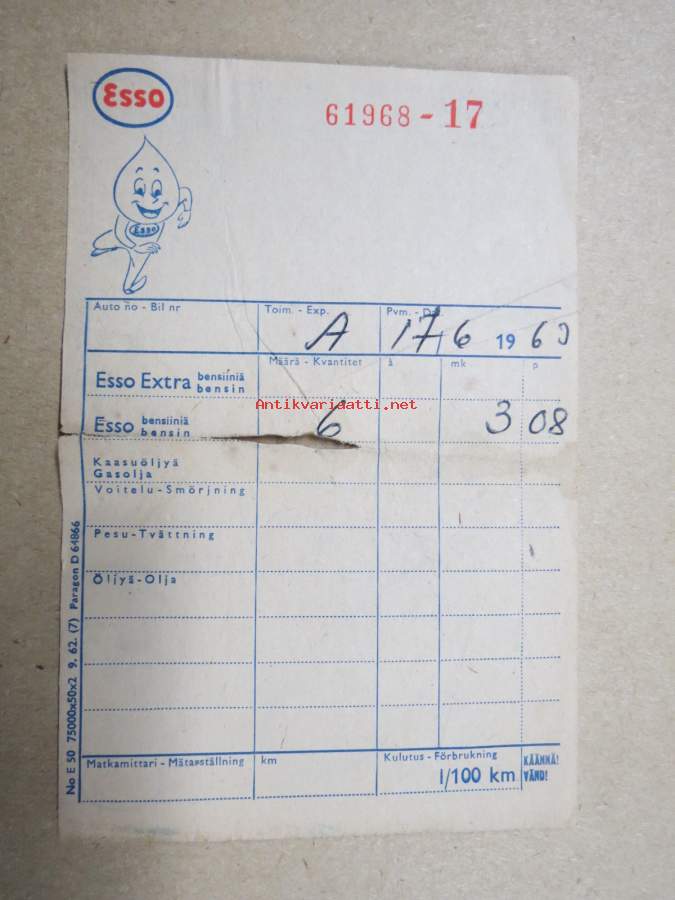 Esso
61968 - 17
Esso
Auto no - Bil nr Toim. - Exp. Pvm. -
A 17 6 19 6
Määrä - Kvantitet à mk p
Esso Extra bensiiniä bensin
Antikvariaatti.net
Esso bensiiniä bensin 6 3 08
Kaasuöljyä
Gasolja
Voitelu - Smörjning
Pesu - Tvättning
Öljyä - Olja
Matkamittari - Mätarställning km Kulutus - Förbrukning KÄÄNNÄ!
l/100 km VÄND!
No E 50 75000x50x2 9. 62. (7) Paragon D 61866